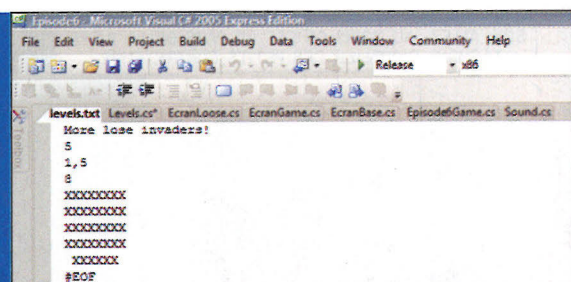 Episode6 - Microsoft Visual C# 2005 Express Edition
File Edit View Project Build Debug Data Tools Window Community Help
Release x86
levels.txt Levels.cs* EcranLoose.cs EcranGame.cs EcranBase.cs Episode6Game.cs Sound.cs
Toolbox
More lose invaders!
5
1,5
8
XXXXXXXX
XXXXXXXX
XXXXXXXX
XXXXXXXX
XXXXXX
#EOF